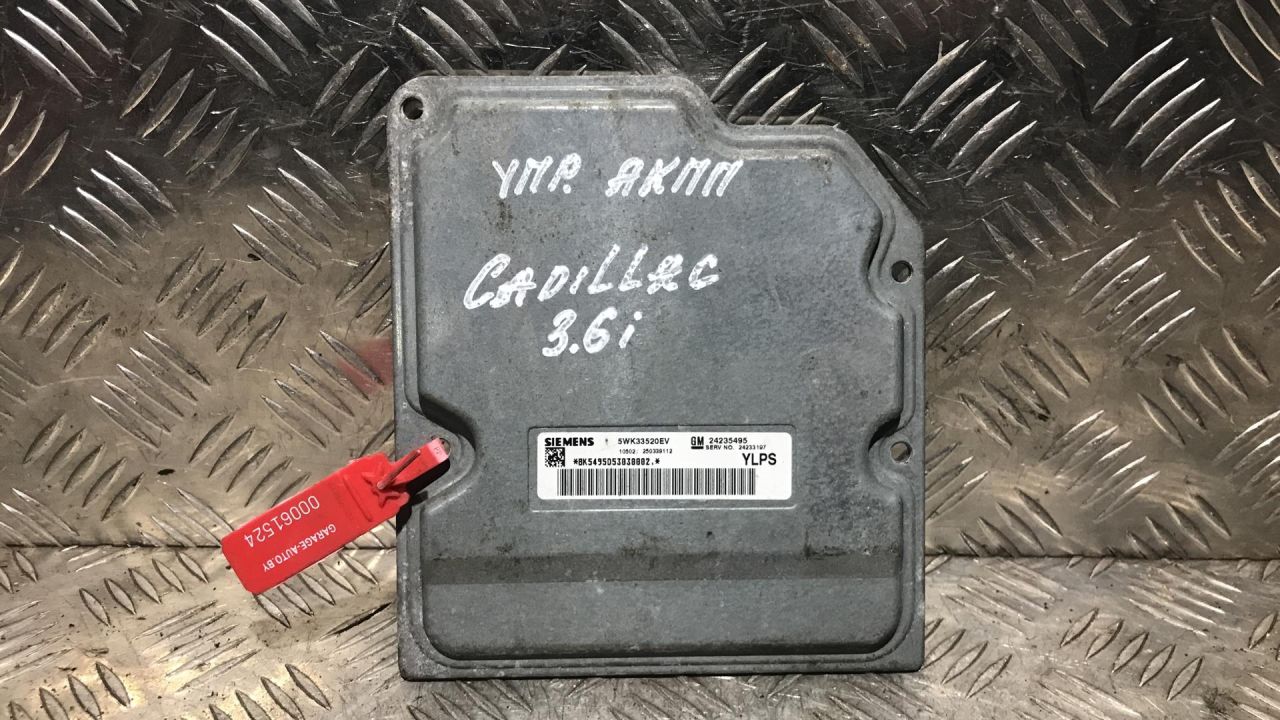 УПР. АКПП
CADILLAC
3.6i
SIEMENS 5WK33520EV GM 24235495
SERV NO. 24233197
10502: 250339112
*8K5495D53030002.* YLPS
GARAGE-AUTO.BY
00061524